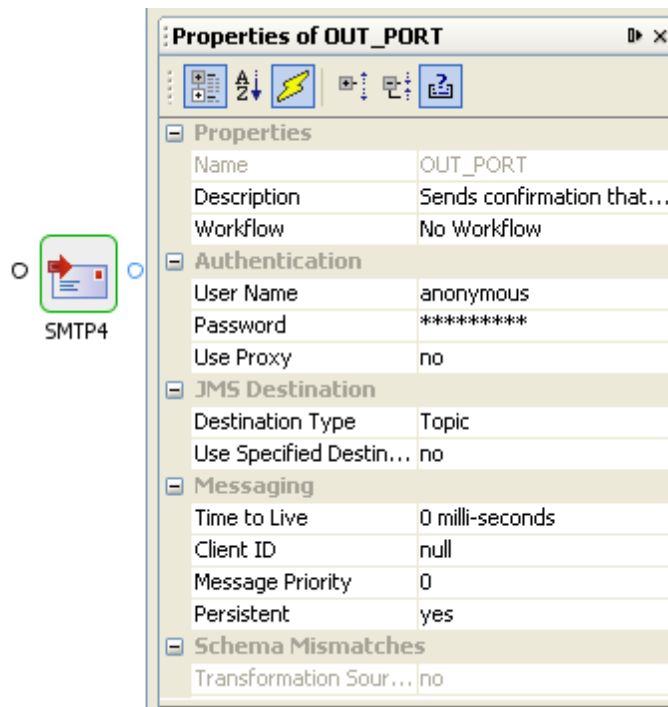 Properties of OUT_PORT
Properties
Name OUT_PORT
Description Sends confirmation that...
Workflow No Workflow
Authentication
User Name anonymous
Password *********
Use Proxy no
SMTP4
JMS Destination
Destination Type Topic
Use Specified Destin... no
Messaging
Time to Live 0 milli-seconds
Client ID null
Message Priority 0
Persistent yes
Schema Mismatches
Transformation Sour... no